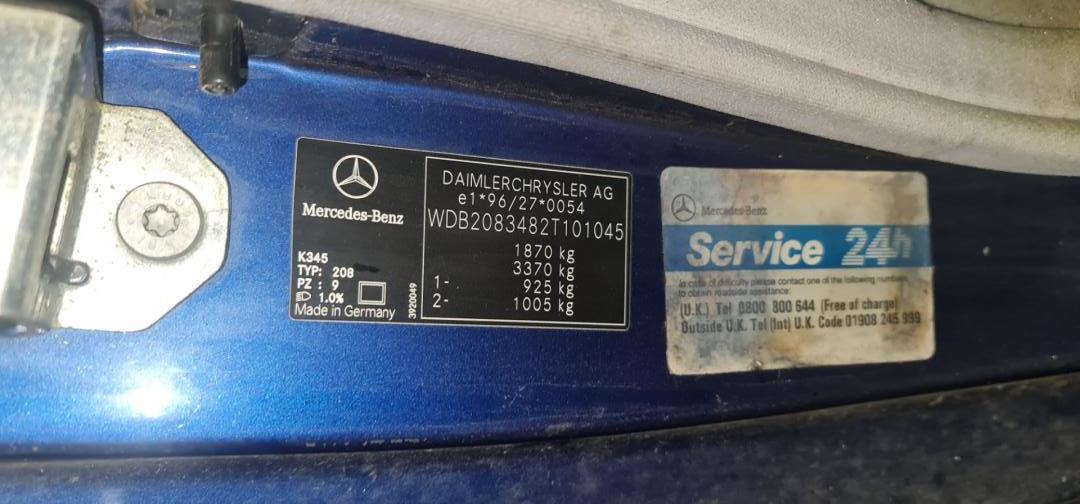 Mercedes-Benz
K345
TYP: 208
PZ : 9
1.0%
Made in Germany
3920049
DAIMLERCHRYSLER AG
e1*96/27*0054
WDB2083482T101045
1870 kg
3370 kg
1- 925 kg
2- 1005 kg
Mercedes-Benz
Service 24h
In case of difficulty please contact one of the following numbers
to obtain roadside assistance:
(U.K.) Tel 0800 300 644 (Free of charge)
Outside U.K. Tel (Int) U.K. Code 01908 245 999